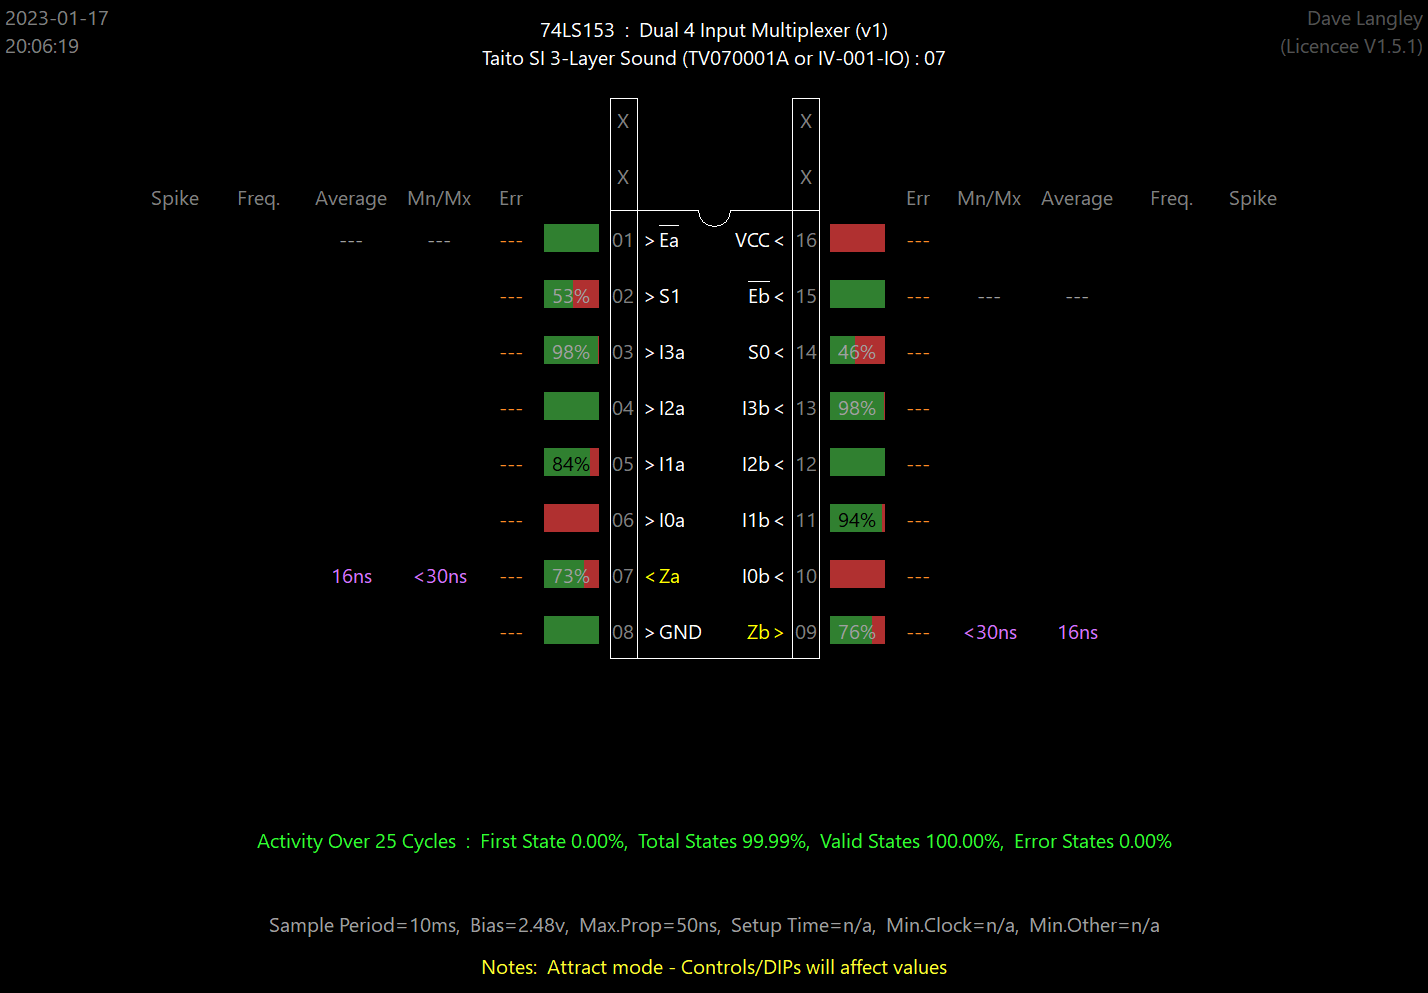 2023-01-17
20:06:19
74LS153 : Dual 4 Input Multiplexer (v1)
Taito SI 3-Layer Sound (TV070001A or IV-001-IO) : 07
Dave Langley
(Licencee V1.5.1)
X X
X X
Spike Freq. Average Mn/Mx Err Err Mn/Mx Average Freq. Spike
--- --- --- 01 > Ea VCC < 16 ---
--- 53% 02 > S1 Eb < 15 --- --- ---
--- 98% 03 > I3a S0 < 14 46% ---
--- 04 > I2a I3b < 13 98% ---
--- 84% 05 > I1a I2b < 12 ---
--- 06 > I0a I1b < 11 94% ---
16ns <30ns --- 73% 07 < Za I0b < 10 ---
--- 08 > GND Zb > 09 76% --- <30ns 16ns
Activity Over 25 Cycles : First State 0.00%, Total States 99.99%, Valid States 100.00%, Error States 0.00%
Sample Period=10ms, Bias=2.48v, Max.Prop=50ns, Setup Time=n/a, Min.Clock=n/a, Min.Other=n/a
Notes: Attract mode - Controls/DIPs will affect values